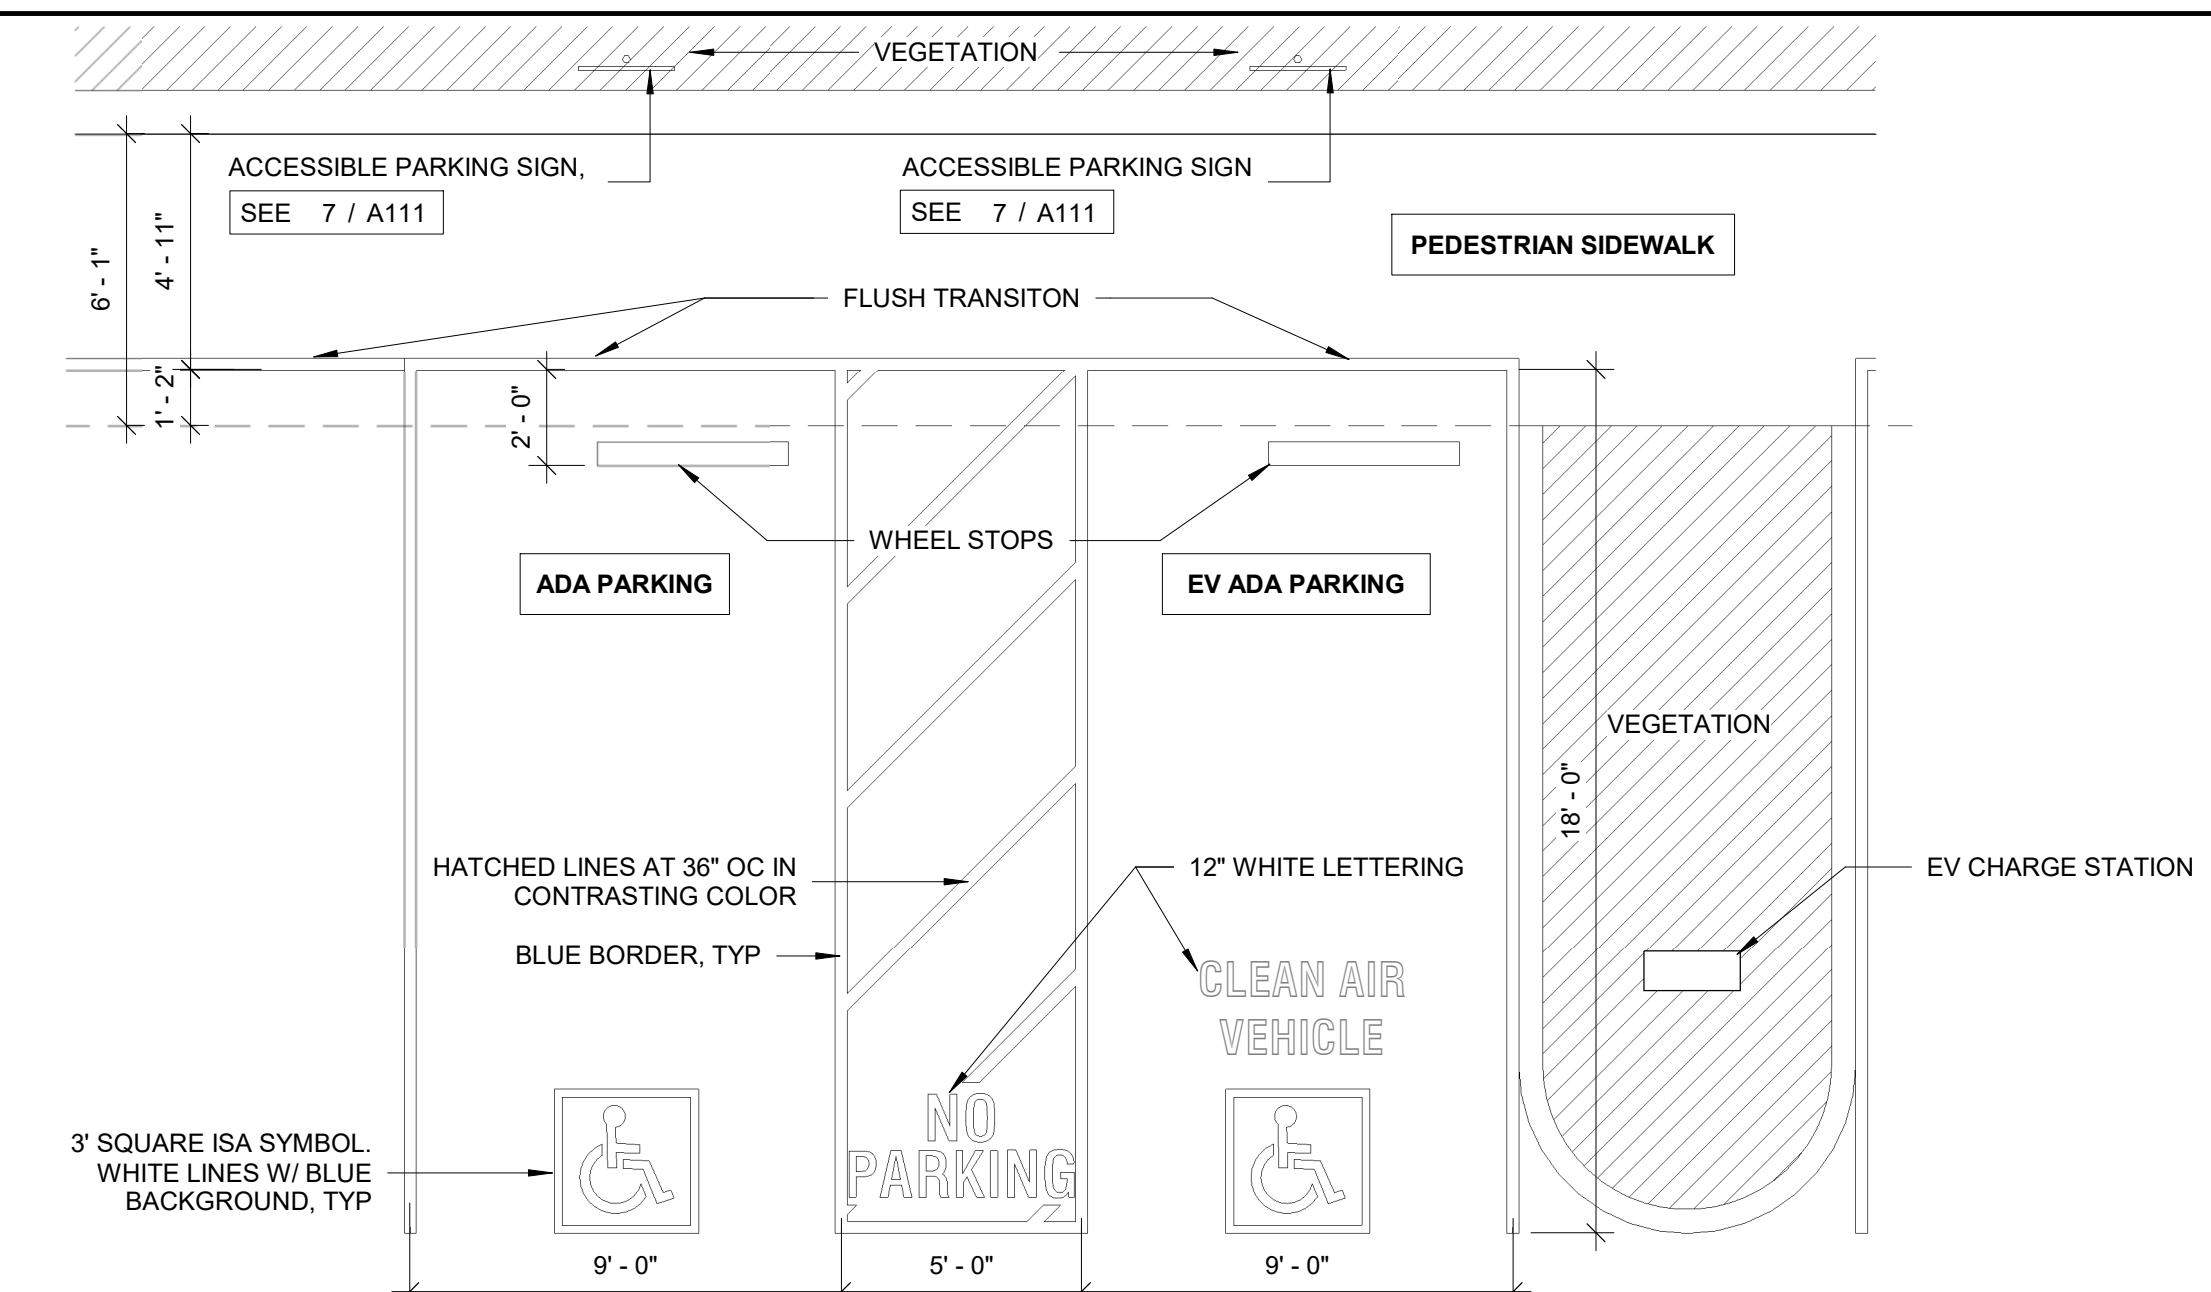 VEGETATION
ACCESSIBLE PARKING SIGN,
SEE 7 / A111
ACCESSIBLE PARKING SIGN
SEE 7 / A111
PEDESTRIAN SIDEWALK
6' - 1"
4' - 11"
FLUSH TRANSITON
1' - 2"
2' - 0"
WHEEL STOPS
ADA PARKING
EV ADA PARKING
VEGETATION
18' - 0"
HATCHED LINES AT 36" OC IN
CONTRASTING COLOR
12" WHITE LETTERING
EV CHARGE STATION
BLUE BORDER, TYP
CLEAN AIR
VEHICLE
NO
PARKING
3' SQUARE ISA SYMBOL.
WHITE LINES W/ BLUE
BACKGROUND, TYP
9' - 0"
5' - 0"
9' - 0"